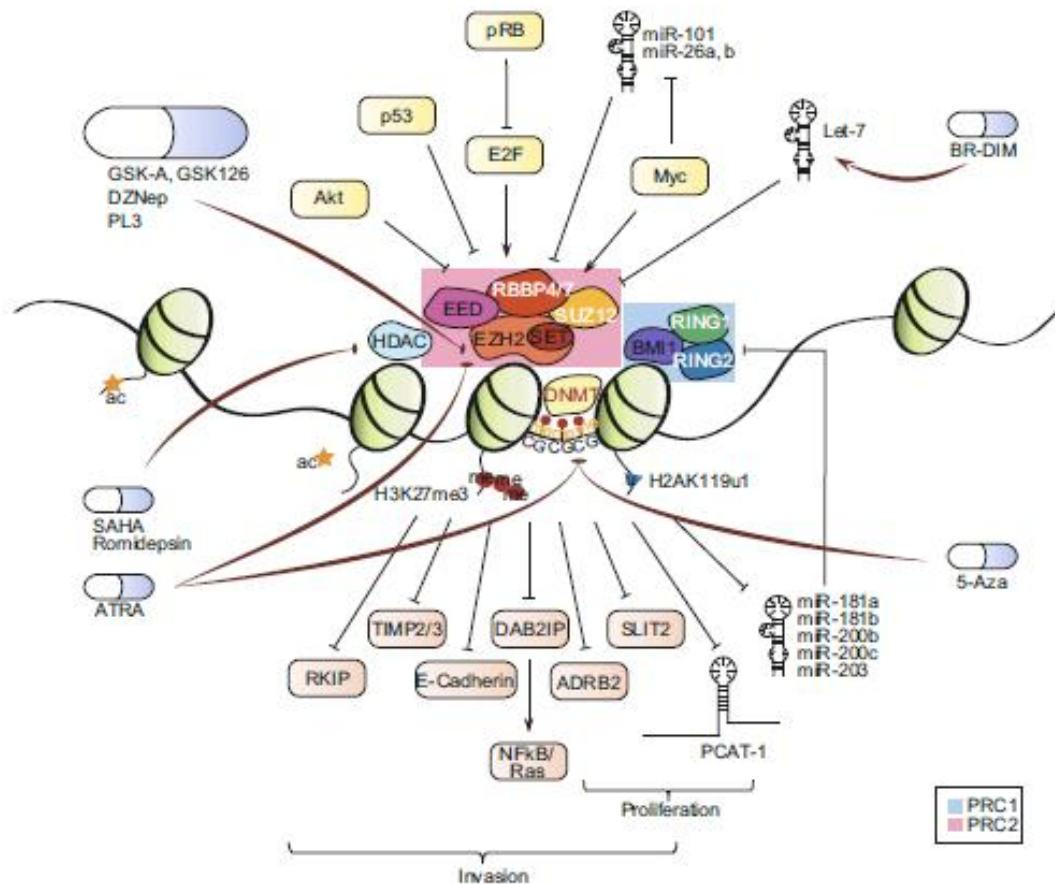 pRB
miR-101
miR-26a, b
p53
E2F
Myc
Let-7
BR-DIM
GSK-A, GSK126
DZNep
PL3
Akt
RBBP4/7
EED
SUZ12
EZH2
SET
HDAC
RING1
BMI1
RING2
ac
DNMT
CGCGCG
ac
me
me
me
H3K27me3
H2AK119u1
SAHA
Romidepsin
ATRA
5-Aza
TIMP2/3
DAB2IP
SLIT2
miR-181a
miR-181b
miR-200b
miR-200c
miR-203
RKIP
E-Cadherin
ADRB2
PCAT-1
NFkB/
Ras
Proliferation
PRC1
PRC2
Invasion